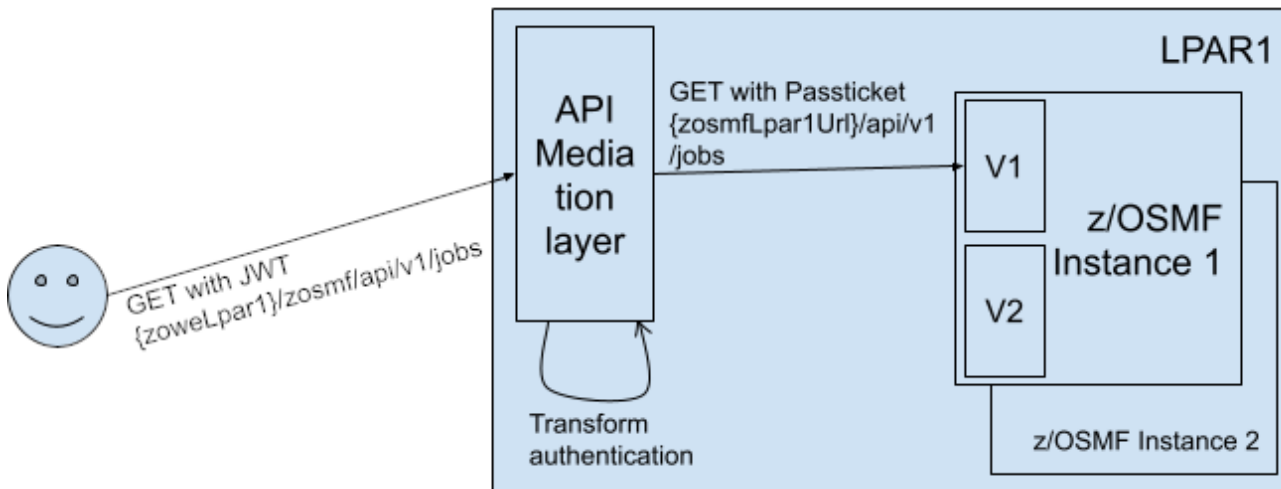 LPAR1
API
Media
tion
layer
GET with Passticket
{zosmfLpar1Url}/api/v1
/jobs
V1
z/OSMF
Instance 1
V2
GET with JWT
{zoweLpar1}/zosmf/api/v1/jobs
Transform
authentication
z/OSMF Instance 2